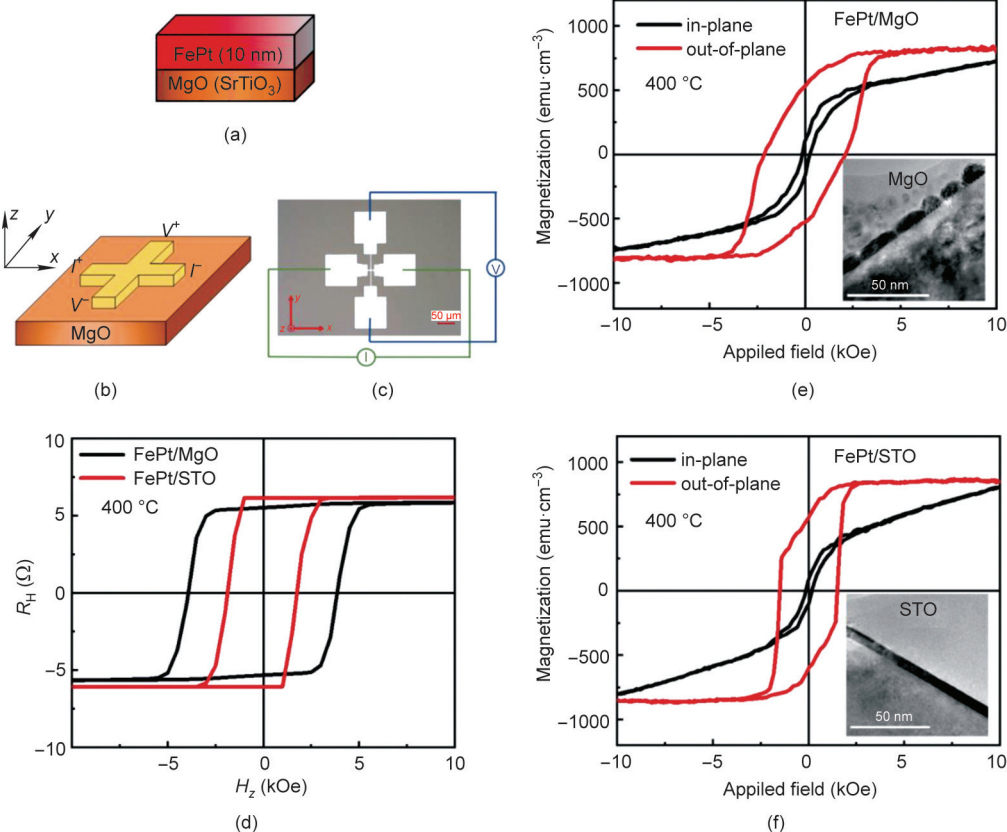 FePt (10 nm)
MgO (SrTiO3)
(a)
z
y
x
V+
I+
I−
V−
MgO
(b)
y
z
x
50 μm
V
I
(c)
10
5
0
−5
−10
RH (Ω)
FePt/MgO
FePt/STO
400 °C
−5
0
5
10
Hz (kOe)
(d)
1000
500
0
−500
−1000
Magnetization (emu·cm−3)
in-plane
out-of-plane
FePt/MgO
400 °C
MgO
50 nm
−10
−5
0
5
10
Appiled field (kOe)
(e)
1000
500
0
−500
−1000
Magnetization (emu·cm−3)
in-plane
out-of-plane
FePt/STO
400 °C
STO
50 nm
−5
0
5
10
Appiled field (kOe)
(f)